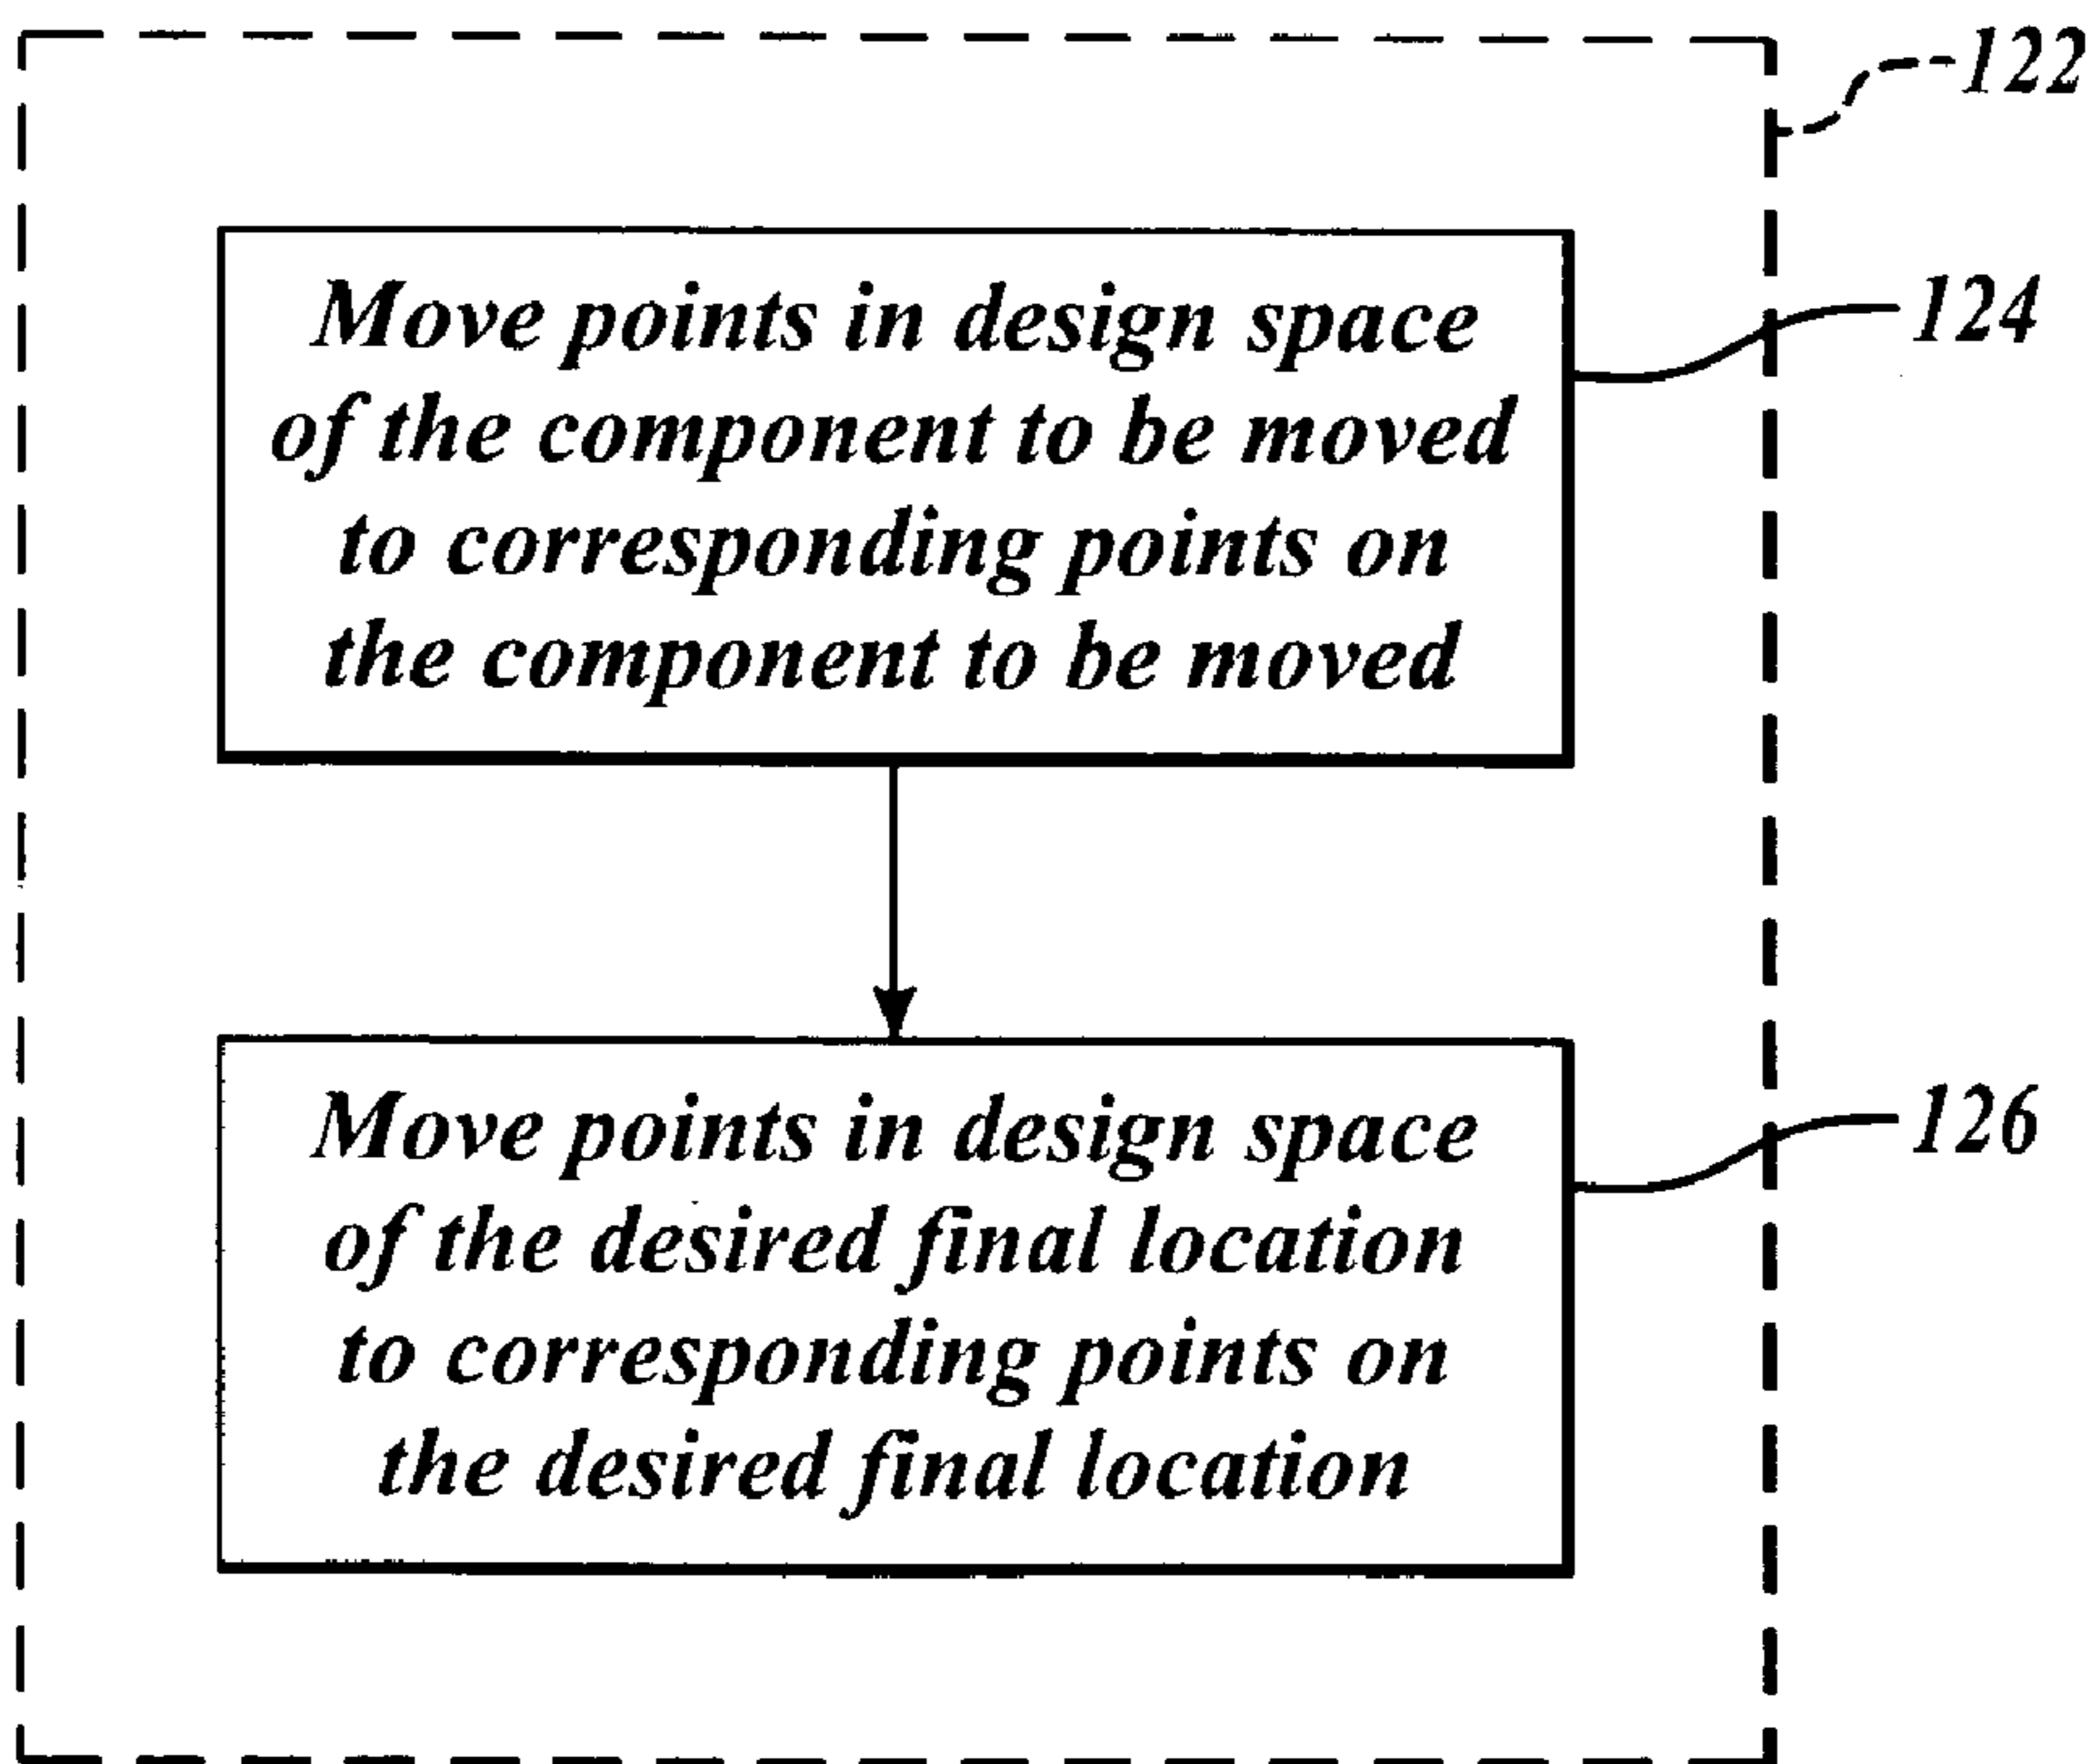 122
Move points in design space
of the component to be moved
to corresponding points on
the component to be moved
124
Move points in design space
of the desired final location
to corresponding points on
the desired final location
126